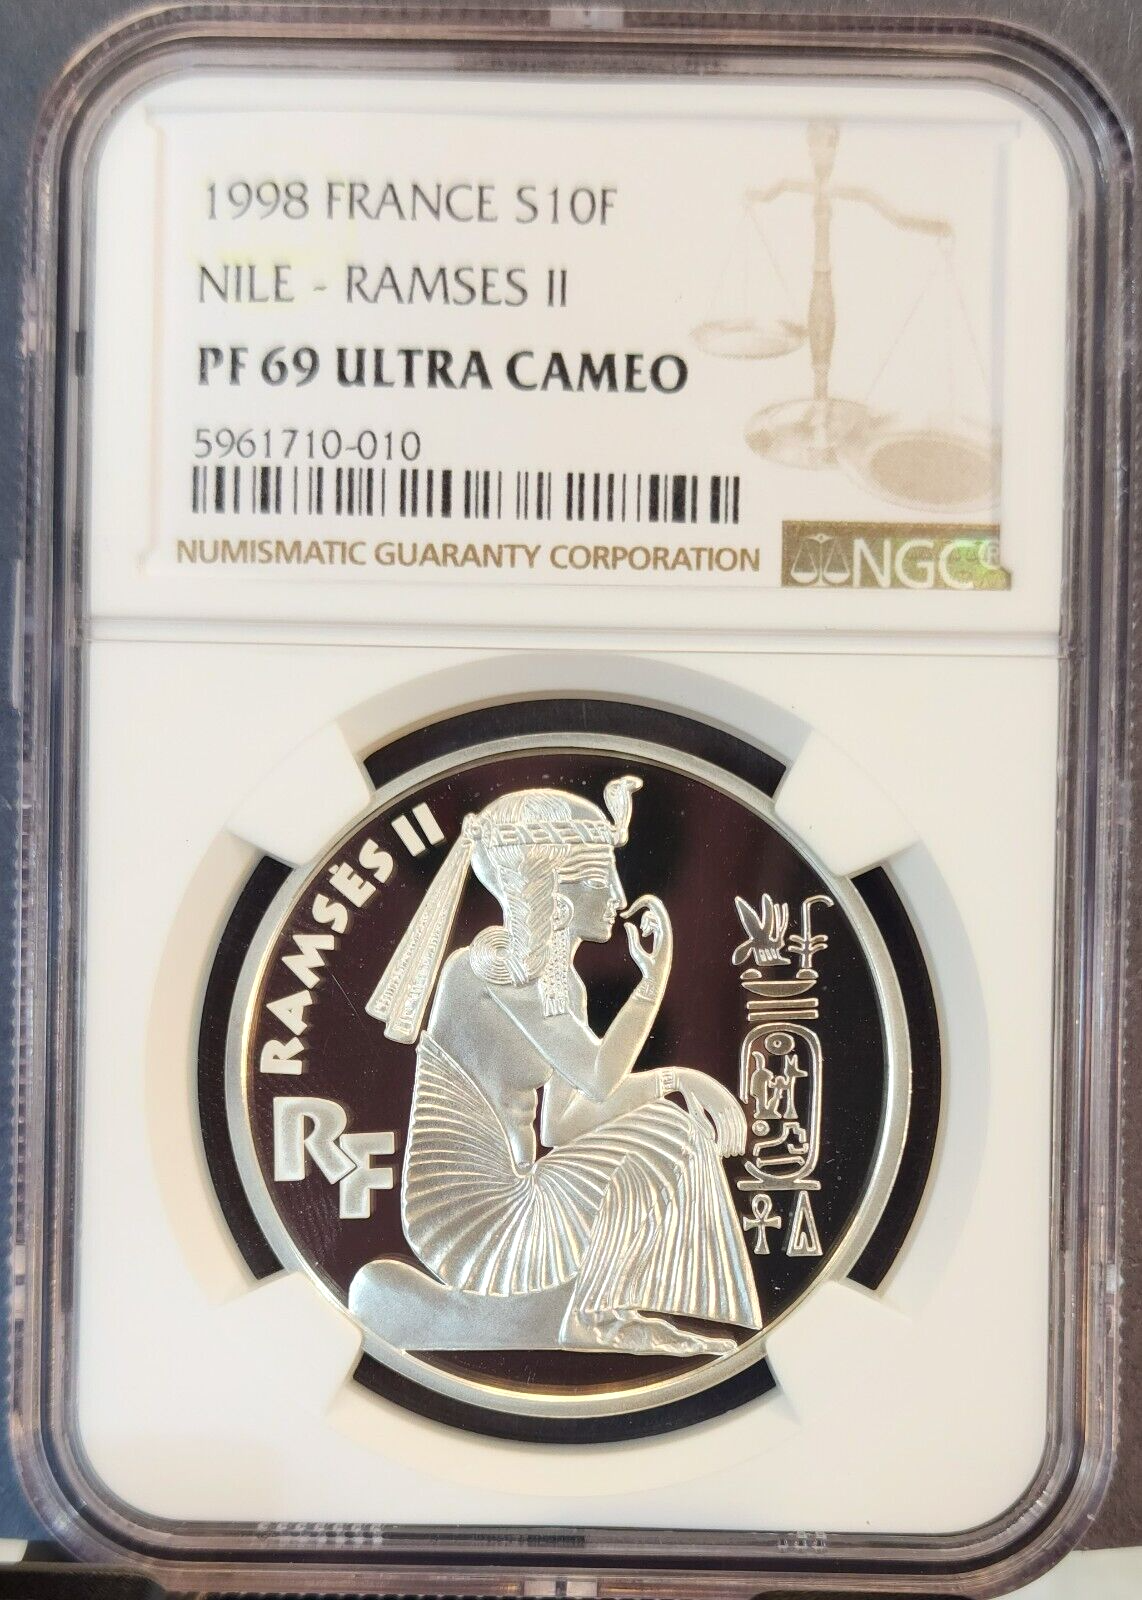 1998 FRANCE S10F
NILE - RAMSES II
PF 69 ULTRA CAMEO
5961710-010
NUMISMATIC GUARANTY CORPORATION
NGC®
RAMSÈS II
RF